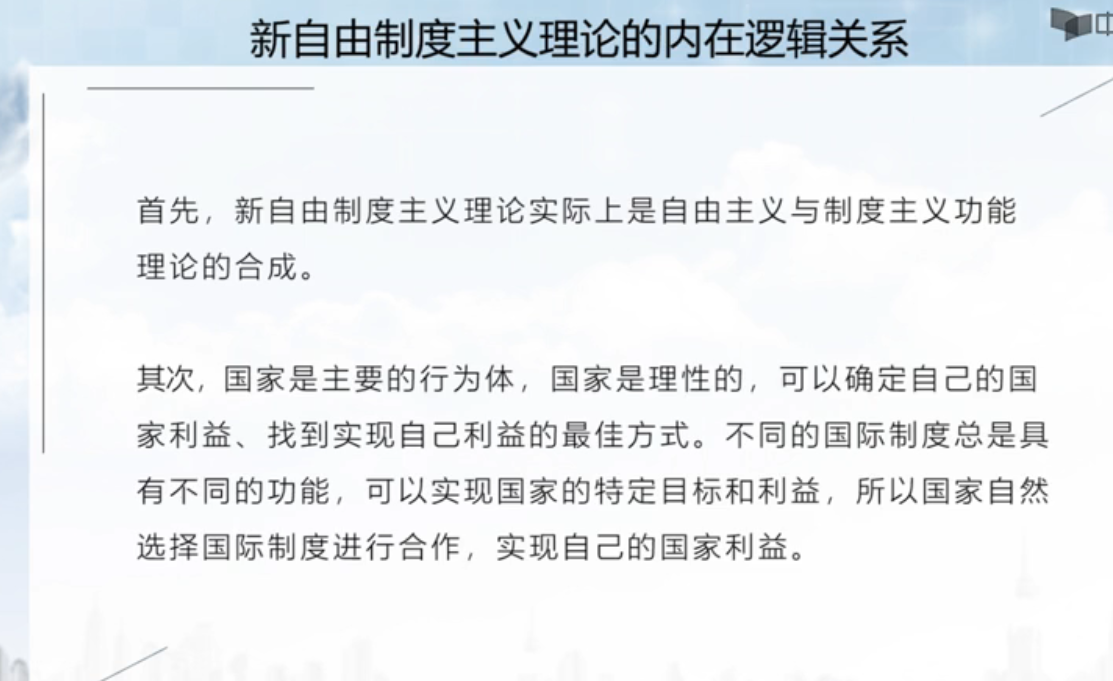 新自由制度主义理论的内在逻辑关系
首先，新自由制度主义理论实际上是自由主义与制度主义功能
理论的合成。
其次，国家是主要的行为体，国家是理性的，可以确定自己的国
家利益、找到实现自己利益的最佳方式。不同的国际制度总是具
有不同的功能，可以实现国家的特定目标和利益，所以国家自然
选择国际制度进行合作，实现自己的国家利益。